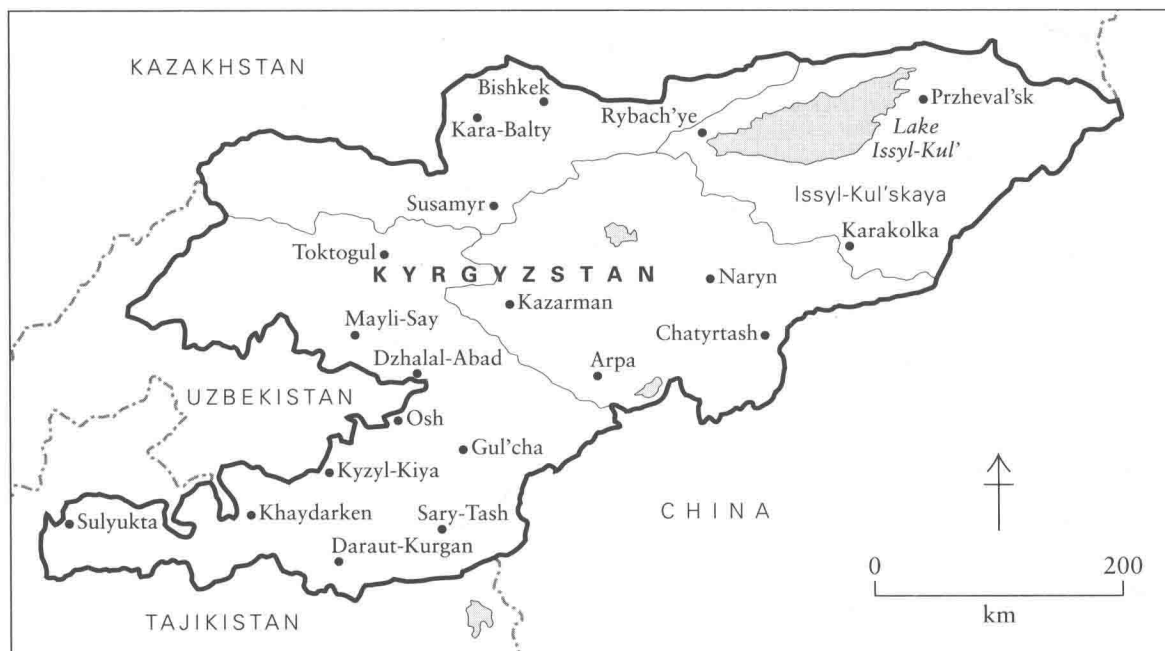 KAZAKHSTAN
Bishkek
Kara-Balty
Rybach'ye
Przheval'sk
Lake
Issyl-Kul'
Issyl-Kul'skaya
Susamyr
Karakolka
Toktogul
KYRGYZSTAN
Naryn
Kazarman
Mayli-Say
Chatyrtash
Dzhalal-Abad
Arpa
UZBEKISTAN
Osh
Gul'cha
Kyzyl-Kiya
CHINA
Sulyukta
Khaydarken
Sary-Tash
Daraut-Kurgan
0 200
km
TAJIKISTAN